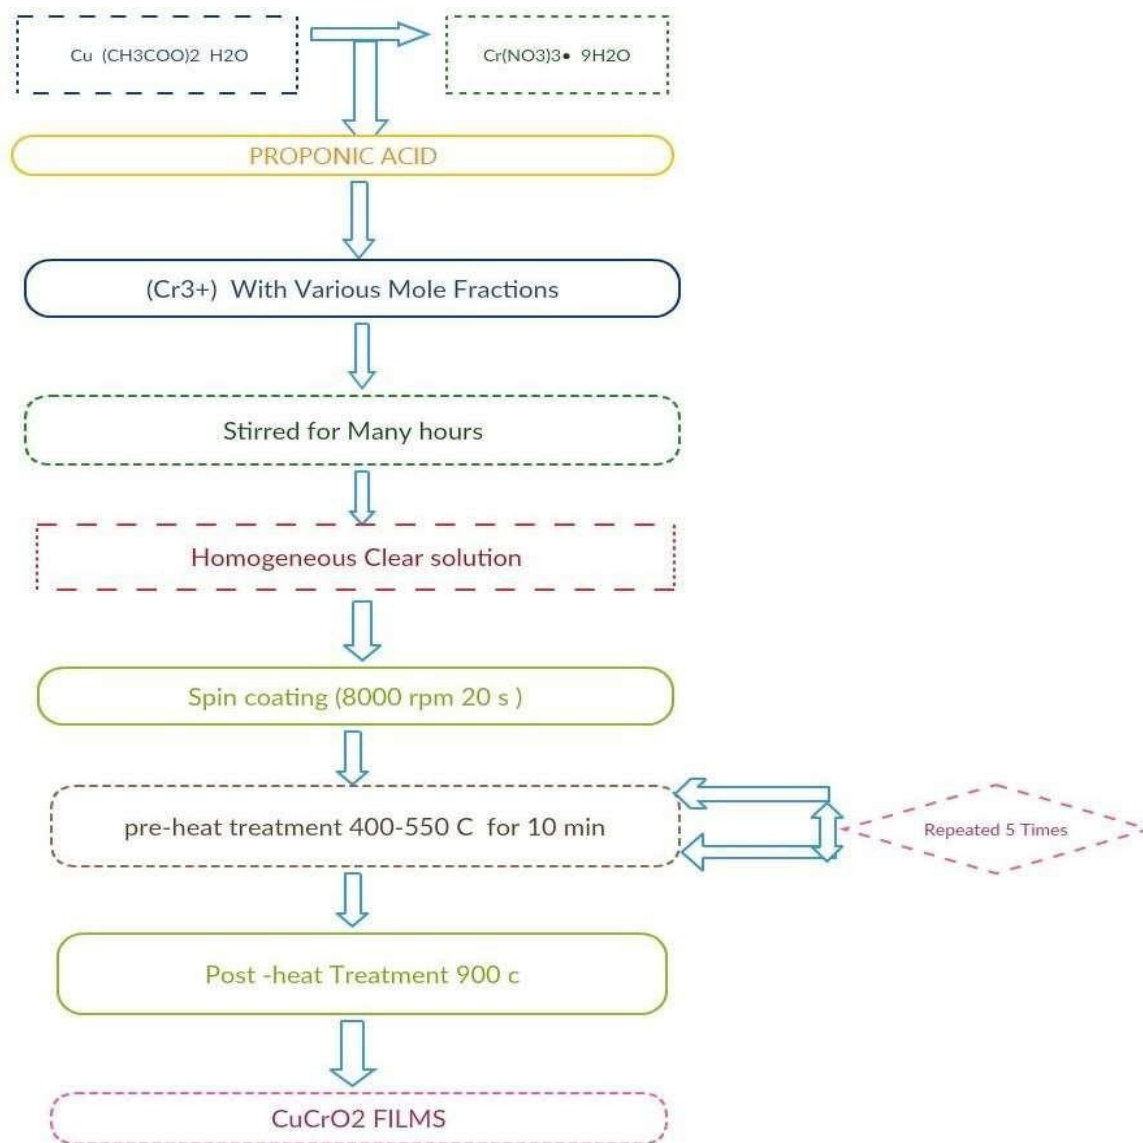 Cu (CH3COO)2 H2O
Cr(NO3)3• 9H2O
PROPONIC ACID
(Cr3+) With Various Mole Fractions
Stirred for Many hours
Homogeneous Clear solution
Spin coating (8000 rpm 20 s )
pre-heat treatment 400-550 C for 10 min
Repeated 5 Times
Post -heat Treatment 900 c
CuCrO2 FILMS